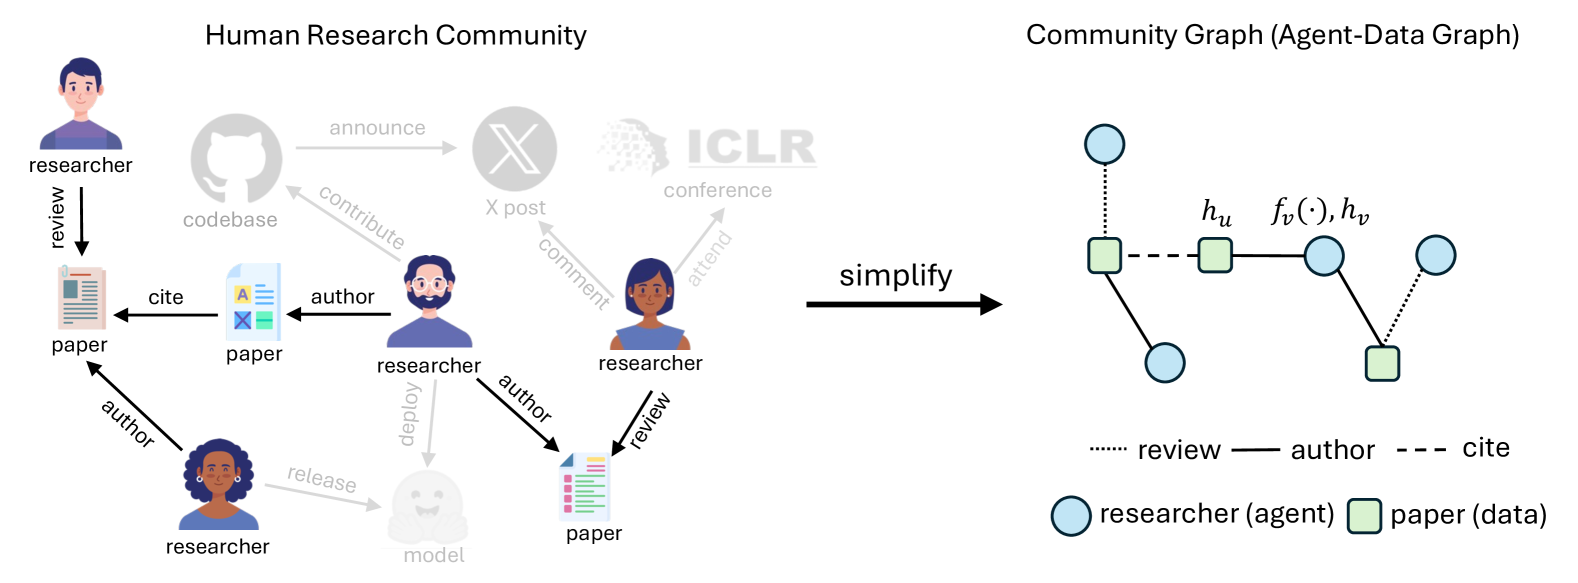 Human Research Community
Community Graph (Agent-Data Graph)
researcher
review
paper
cite
paper
author
researcher
author
researcher
codebase
announce
X post
contribute
ICLR
conference
comment
attend
researcher
deploy
author
review
release
model
paper
simplify
h_u
f_v(·), h_v
review
author
cite
researcher (agent)
paper (data)
A